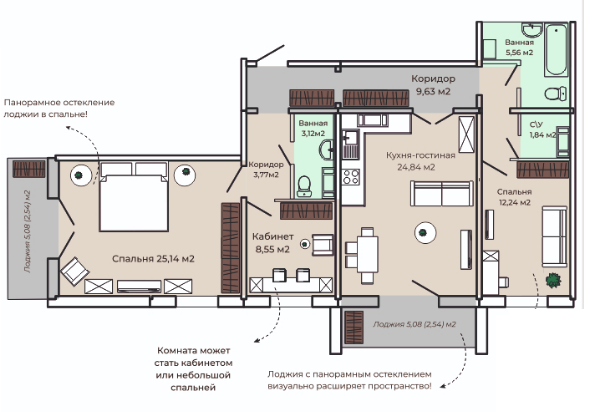 Ванная
5,56 м2
Коридор
9,63 м2
Панорамное остекление
лоджии в спальне!
Ванная
3,12м2
С\У
1,84 м2
Коридор
3,77м2
Кухня-гостиная
24,84 м2
Спальня
12,24 м2
Лоджия 5,08 (2,54) м2
Спальня 25,14 м2
Кабинет
8,55 м2
Лоджия 5,08 (2,54) м2
Комната может
стать кабинетом
или небольшой
спальней
Лоджия с панорамным остеклением
визуально расширяет пространство!